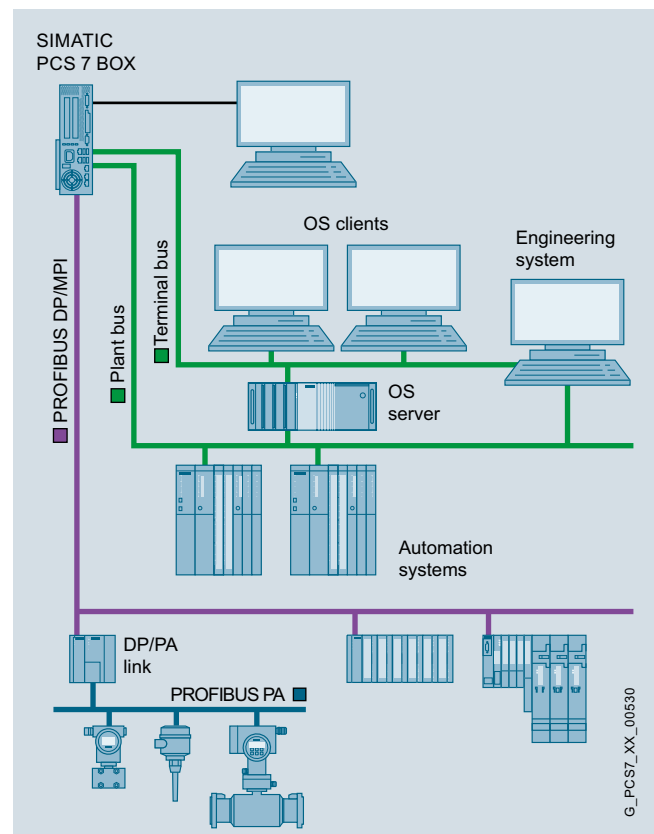 SIMATIC
PCS 7 BOX
OS clients
Engineering
system
PROFIBUS DP/MPI
Plant bus
Terminal bus
OS
server
Automation
systems
DP/PA
link
PROFIBUS PA
G_PCS7_XX_00530